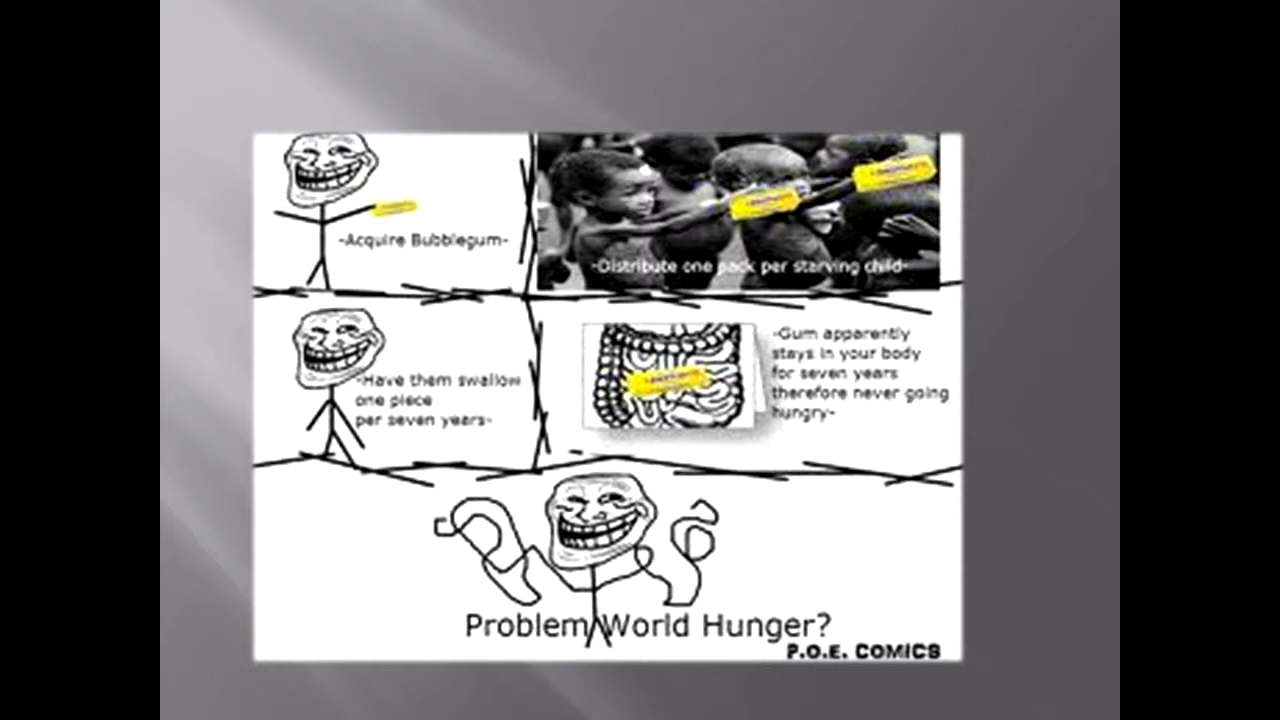 -Acquire Bubblegum-
-Distribute one pack per starving child-
-Have them swallow
one piece
per seven years-
-Gum apparently
stays in your body
for seven years
therefore never going
hungry-
Problem World Hunger?
P.O.E. COMICS